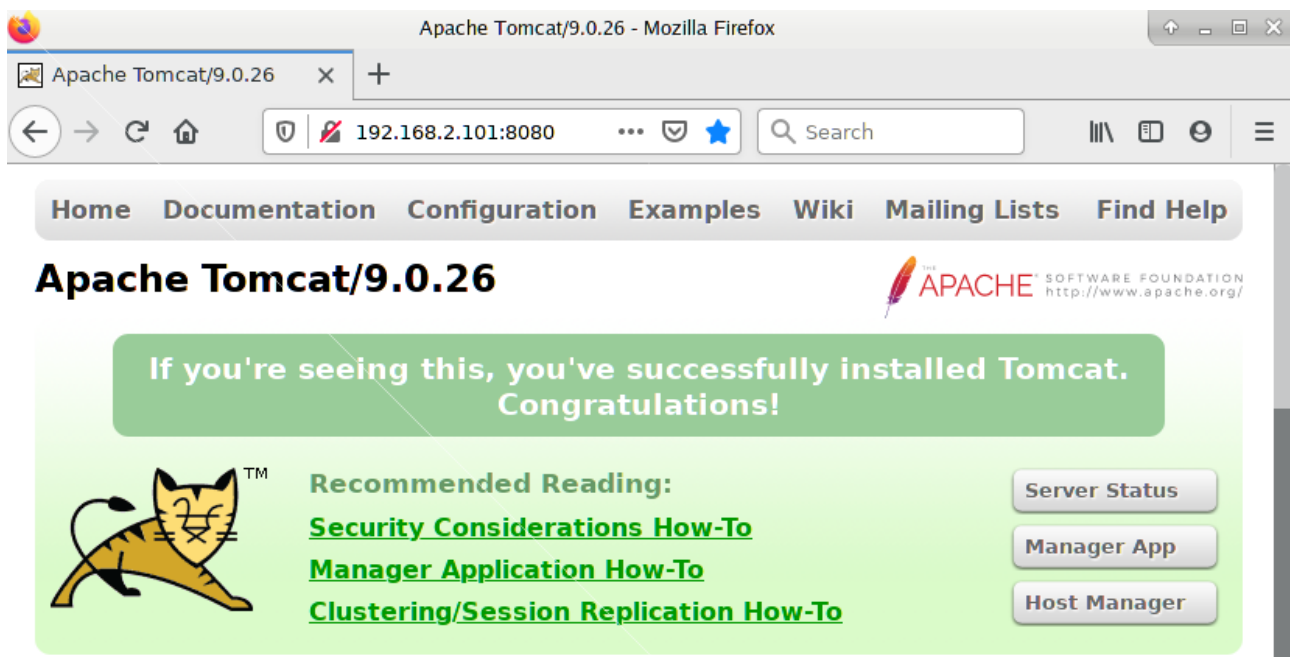 Apache Tomcat/9.0.26 - Mozilla Firefox
Apache Tomcat/9.0.26
192.168.2.101:8080
Search
Home Documentation Configuration Examples Wiki Mailing Lists Find Help
Apache Tomcat/9.0.26
THE
APACHE® SOFTWARE FOUNDATION
http://www.apache.org/
If you're seeing this, you've successfully installed Tomcat.
Congratulations!
TM
Recommended Reading:
Security Considerations How-To
Manager Application How-To
Clustering/Session Replication How-To
Server Status
Manager App
Host Manager